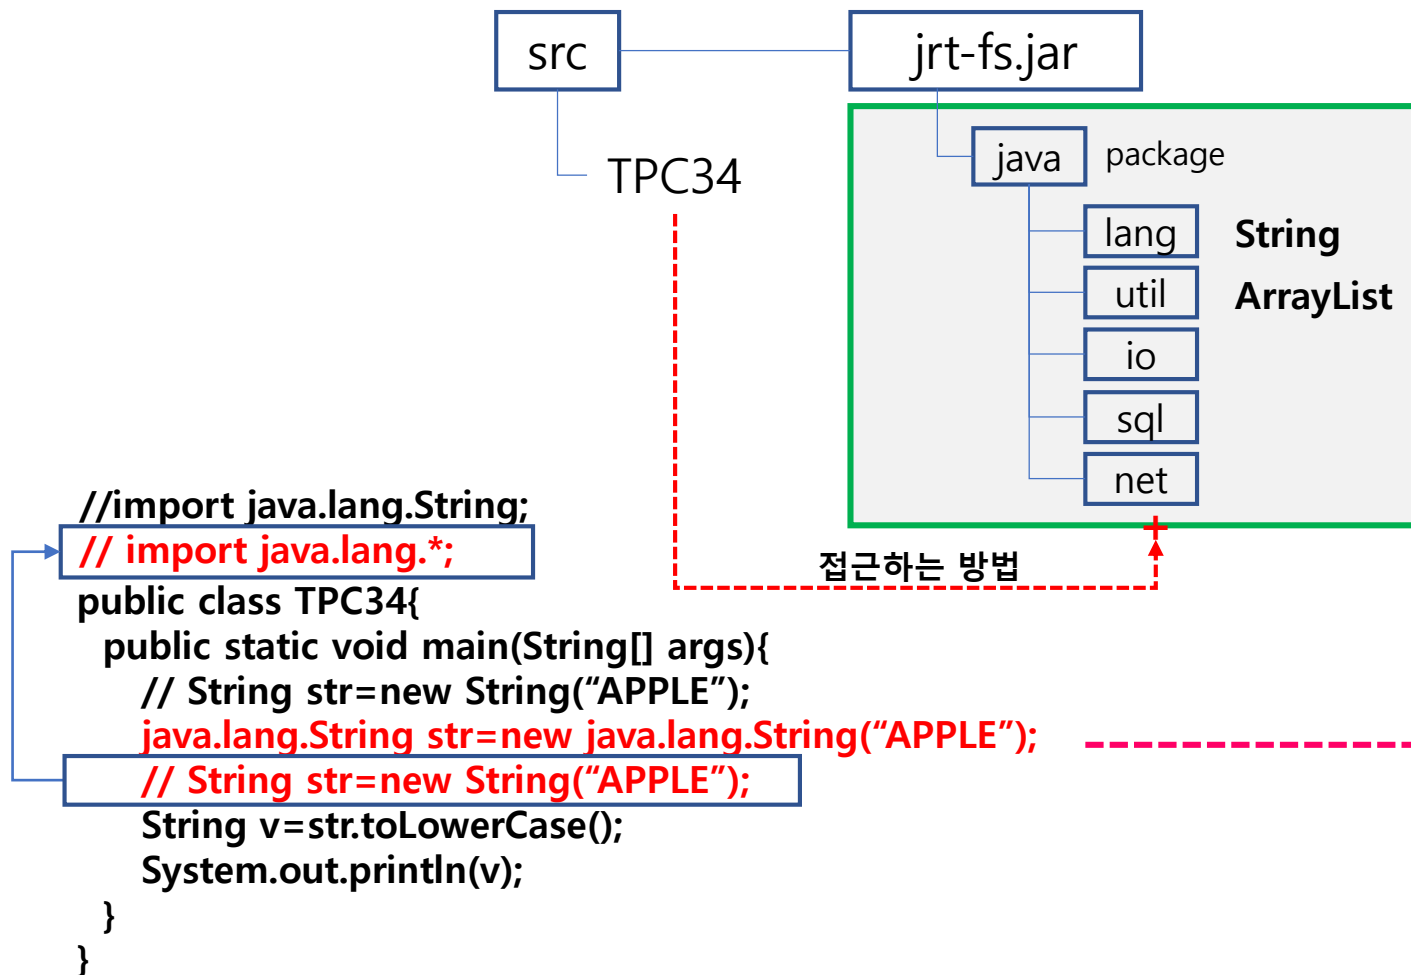 src
jrt-fs.jar
TPC34
java package
lang String
util ArrayList
io
sql
net
접근하는 방법
//import java.lang.String;
// import java.lang.*;
public class TPC34{
public static void main(String[] args){
// String str=new String(“APPLE”);
java.lang.String str=new java.lang.String(“APPLE”);
// String str=new String(“APPLE”);
String v=str.toLowerCase();
System.out.println(v);
}
}